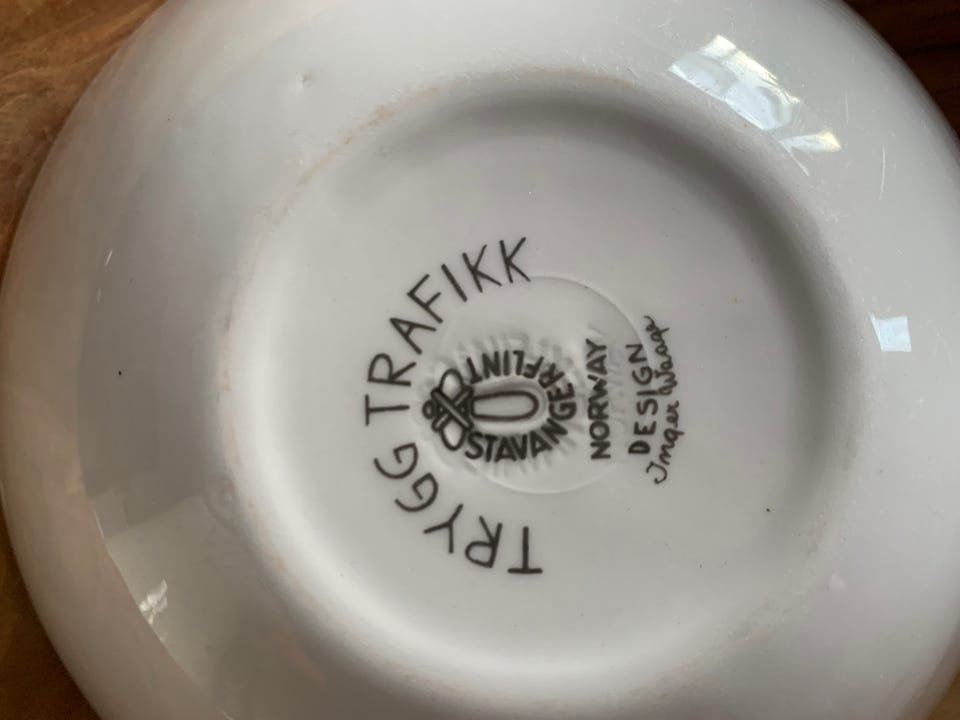 TRYGG TRAFIKK
STAVANGERFLINT
NORWAY
DESIGN
Inger Waage